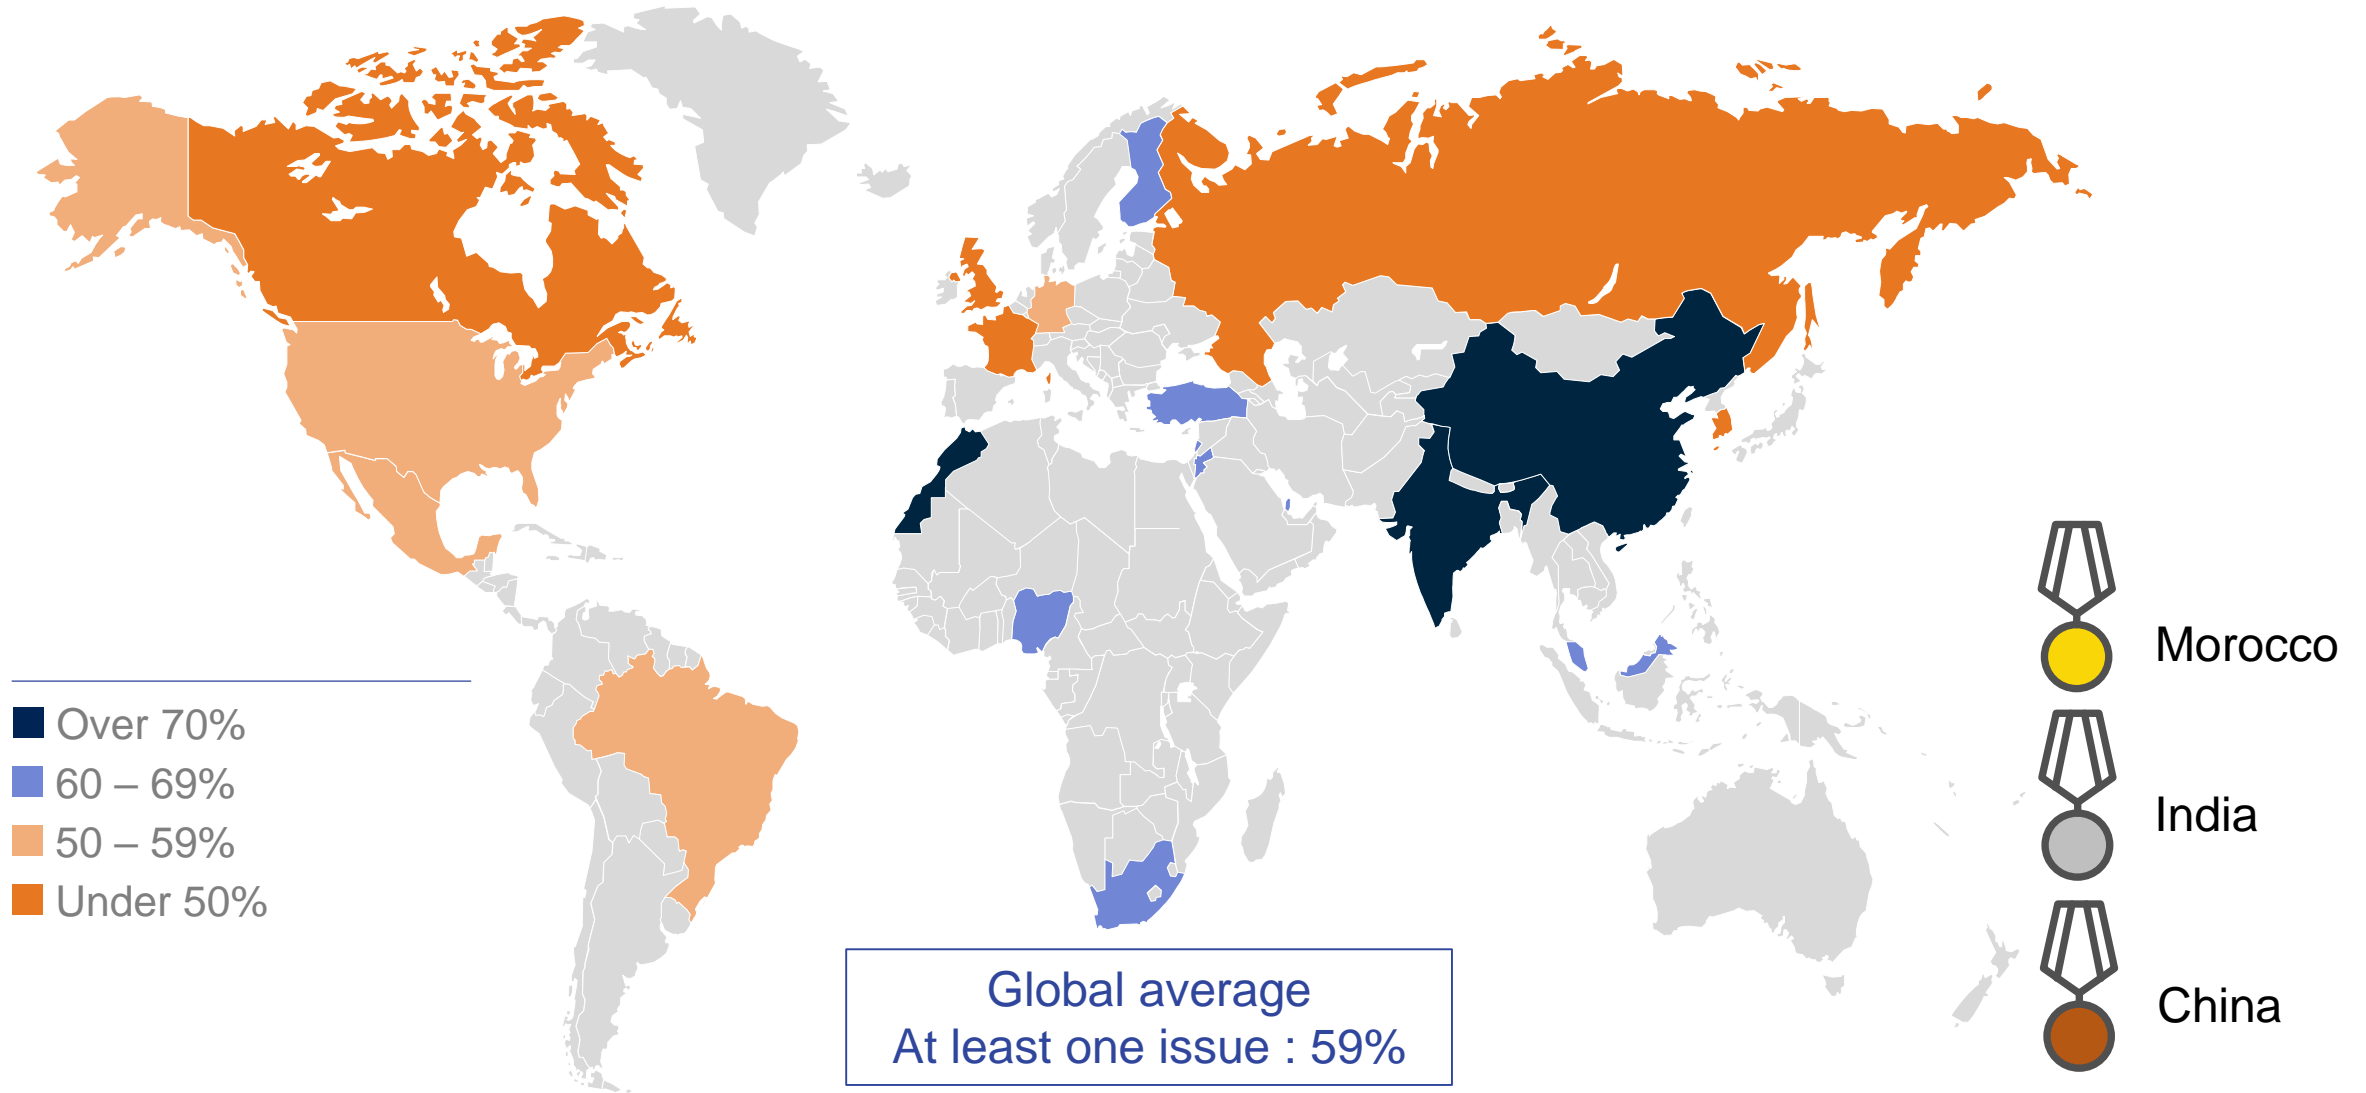 Over 70%
60 – 69%
50 – 59%
Under 50%
Global average
At least one issue : 59%
Morocco
India
China